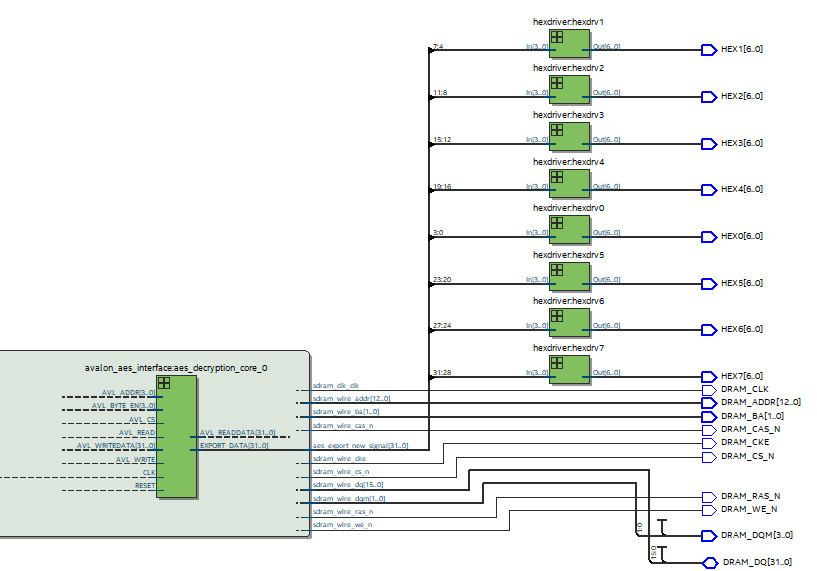 hexdriver:hexdrv1
7:4 In[3..0] Out[6..0] HEX1[6..0]
hexdriver:hexdrv2
11:8 In[3..0] Out[6..0] HEX2[6..0]
hexdriver:hexdrv3
15:12 In[3..0] Out[6..0] HEX3[6..0]
hexdriver:hexdrv4
19:16 In[3..0] Out[6..0] HEX4[6..0]
hexdriver:hexdrv0
3:0 In[3..0] Out[6..0] HEX0[6..0]
hexdriver:hexdrv5
23:20 In[3..0] Out[6..0] HEX5[6..0]
hexdriver:hexdrv6
27:24 In[3..0] Out[6..0] HEX6[6..0]
hexdriver:hexdrv7
31:28 In[3..0] Out[6..0] HEX7[6..0]
avalon_aes_interface:aes_decryption_core_0
AVL_ADDR[3..0]
AVL_BYTE_EN[3..0]
AVL_CS
AVL_READ
AVL_WRITEDATA[31..0]
AVL_WRITE
CLK
RESET
AVL_READDATA[31..0]
EXPORT_DATA[31..0]
sdram_clk_clk
sdram_wire_addr[12..0]
sdram_wire_ba[1..0]
sdram_wire_cas_n
aes_export_new_signal[31..0]
sdram_wire_cke
sdram_wire_cs_n
sdram_wire_dq[15..0]
sdram_wire_dqm[1..0]
sdram_wire_ras_n
sdram_wire_we_n
DRAM_CLK
DRAM_ADDR[12..0]
DRAM_BA[1..0]
DRAM_CAS_N
DRAM_CKE
DRAM_CS_N
DRAM_RAS_N
DRAM_WE_N
1:0
DRAM_DQM[3..0]
15:0
DRAM_DQ[31..0]